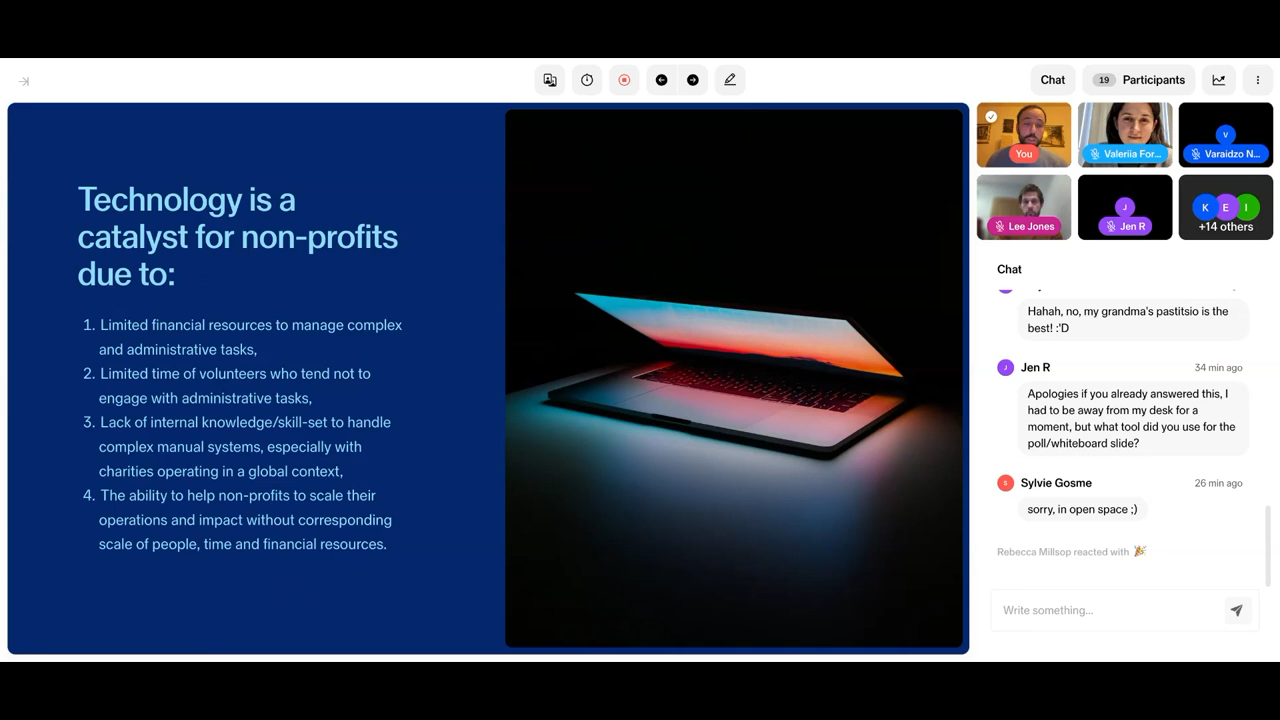 Chat
19 Participants
Technology is a
catalyst for non-profits
due to:
1. Limited financial resources to manage complex
and administrative tasks,
2. Limited time of volunteers who tend not to
engage with administrative tasks,
3. Lack of internal knowledge/skill-set to handle
complex manual systems, especially with
charities operating in a global context,
4. The ability to help non-profits to scale their
operations and impact without corresponding
scale of people, time and financial resources.
You
Valeriia For...
V
Varaidzo N...
Lee Jones
J
Jen R
K E I
+14 others
Chat
Hahah, no, my grandma's pastitsio is the
best! :'D
J Jen R 34 min ago
Apologies if you already answered this, I
had to be away from my desk for a
moment, but what tool did you use for the
poll/whiteboard slide?
S Sylvie Gosme 26 min ago
sorry, in open space ;)
Rebecca Millsop reacted with 🎉
Write something...